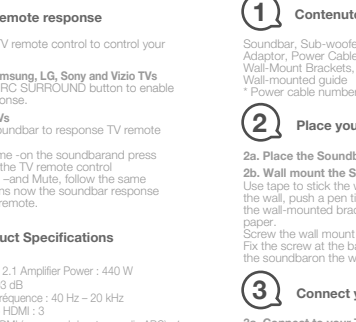 emote response
V remote control to control your
msung, LG, Sony and Vizio TVs
RC SURROUND button to enable
onse.
Vs
oundbar to response TV remote
me -on the soundbarand press
the TV remote control
–and Mute, follow the same
ns now the soundbar response
remote.
uct Specifications
2.1 Amplifier Power : 440 W
3 dB
réquence : 40 Hz – 20 kHz
HDMI : 3
1 Contenuto
Soundbar, Sub-woofe
Adaptor, Power Cable
Wall-Mount Brackets,
Wall-mounted guide
* Power cable number
2 Place you
2a. Place the Soundb
2b. Wall mount the S
Use tape to stick the w
the wall, push a pen ti
the wall-mounted brac
paper.
Screw the wall mount
Fix the screw at the ba
the soundbaron the w
3 Connect y